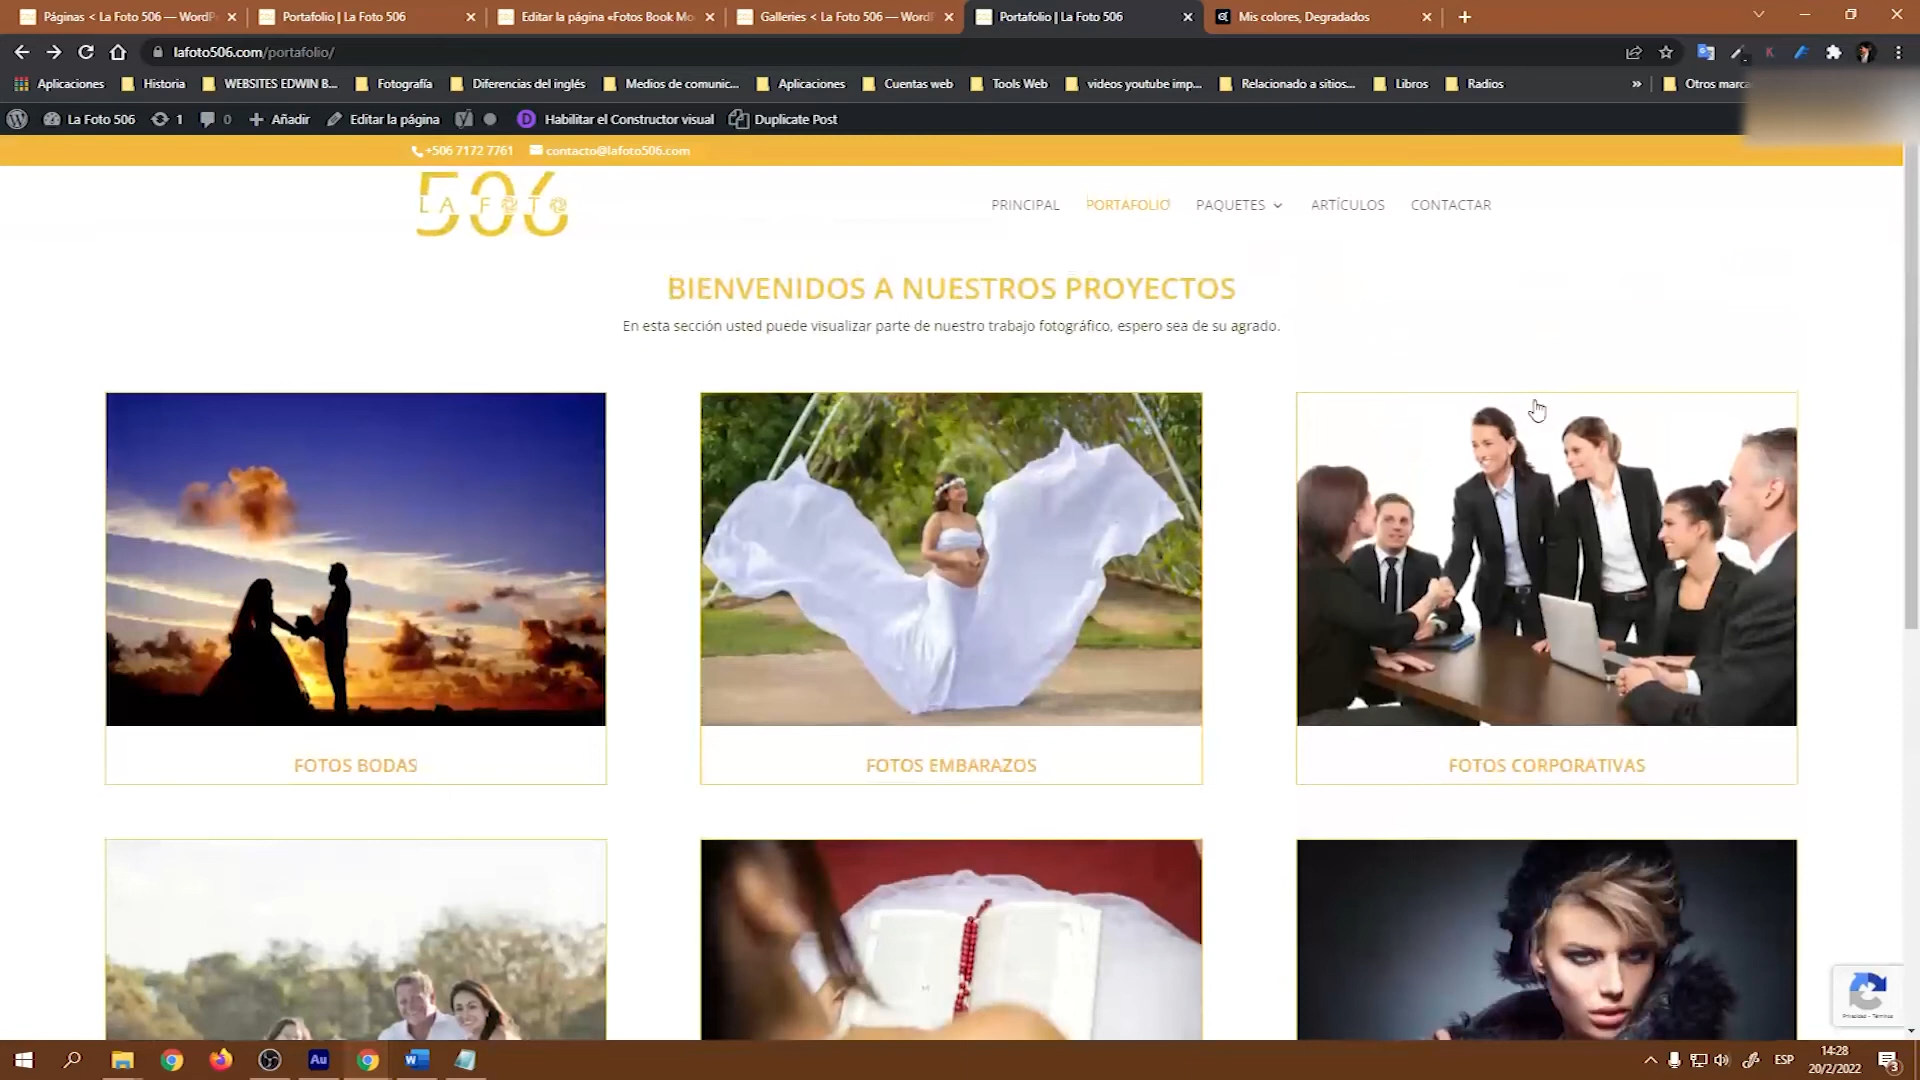 Páginas < La Foto 506 — WordP
Portafolio | La Foto 506
Editar la página «Fotos Book Mo
Galleries < La Foto 506 — WordP
Portafolio | La Foto 506
Mis colores, Degradados
lafoto506.com/portafolio/
Aplicaciones
Historia
WEBSITES EDWIN B...
Fotografía
Diferencias del inglés
Medios de comunic...
Aplicaciones
Cuentas web
Tools Web
videos youtube imp...
Relacionado a sitios...
Libros
Radios
»
Otros marca
La Foto 506
1
0
Añadir
Editar la página
Habilitar el Constructor visual
Duplicate Post
+506 7172 7761
contacto@lafoto506.com
506
LA FOTO
PRINCIPAL
PORTAFOLIO
PAQUETES
ARTÍCULOS
CONTACTAR
BIENVENIDOS A NUESTROS PROYECTOS
En esta sección usted puede visualizar parte de nuestro trabajo fotográfico, espero sea de su agrado.
FOTOS BODAS
FOTOS EMBARAZOS
FOTOS CORPORATIVAS
Privacidad - Términos
Au
ESP
14:28
20/2/2022
3